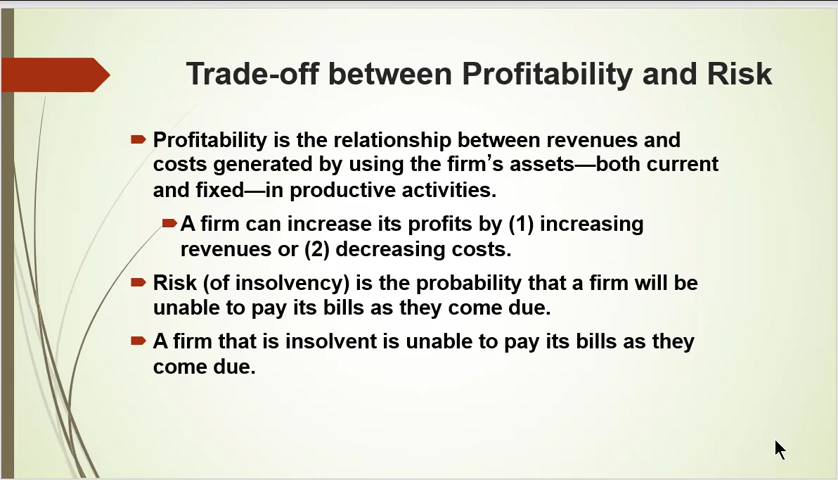 Trade-off between Profitability and Risk
Profitability is the relationship between revenues and
costs generated by using the firm's assets—both current
and fixed—in productive activities.
A firm can increase its profits by (1) increasing
revenues or (2) decreasing costs.
Risk (of insolvency) is the probability that a firm will be
unable to pay its bills as they come due.
A firm that is insolvent is unable to pay its bills as they
come due.